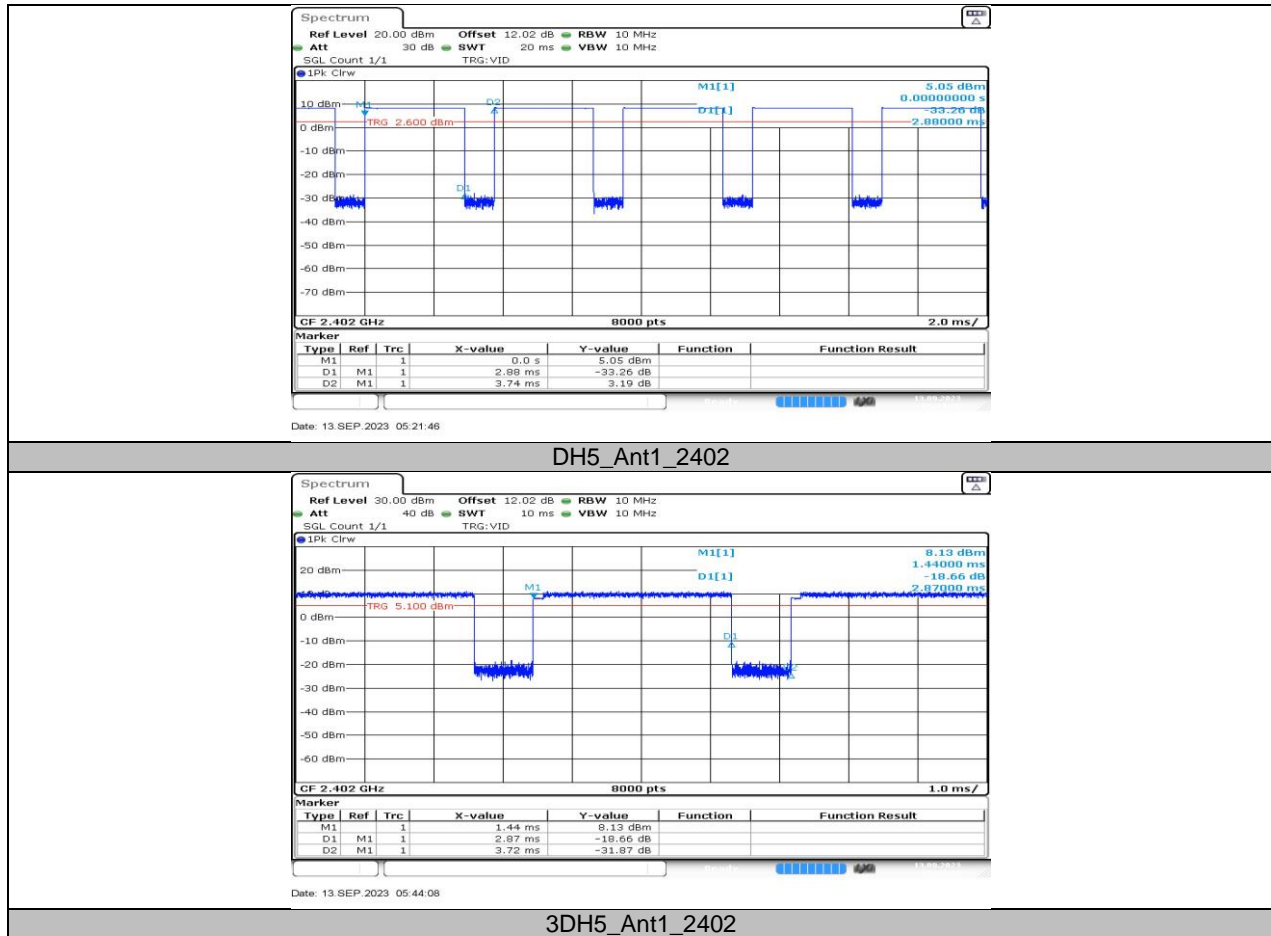 Spectrum
Ref Level 20.00 dBm Offset 12.02 dB RBW 10 MHz
Att 30 dB SWT 20 ms VBW 10 MHz
SGL Count 1/1 TRG:VID
1Pk Clrw
M1[1] 5.05 dBm
0.00000000 s
D1[1] -33.26 dB
2.88000 ms
10 dBm
M1
D2
TRG 2.600 dBm
0 dBm
-10 dBm
-20 dBm
D1
-30 dBm
-40 dBm
-50 dBm
-60 dBm
-70 dBm
CF 2.402 GHz 8000 pts 2.0 ms/
Marker
Type Ref Trc X-value Y-value Function Function Result
M1 1 0.0 s 5.05 dBm
D1 M1 1 2.88 ms -33.26 dB
D2 M1 1 3.74 ms 3.19 dB
Date: 13.SEP.2023 05:21:46
DH5_Ant1_2402
Spectrum
Ref Level 30.00 dBm Offset 12.02 dB RBW 10 MHz
Att 40 dB SWT 10 ms VBW 10 MHz
SGL Count 1/1 TRG:VID
1Pk Clrw
M1[1] 8.13 dBm
1.44000 ms
D1[1] -18.66 dB
2.87000 ms
20 dBm
M1
TRG 5.100 dBm
0 dBm
-10 dBm
D1
-20 dBm
-30 dBm
-40 dBm
-50 dBm
-60 dBm
CF 2.402 GHz 8000 pts 1.0 ms/
Marker
Type Ref Trc X-value Y-value Function Function Result
M1 1 1.44 ms 8.13 dBm
D1 M1 1 2.87 ms -18.66 dB
D2 M1 1 3.72 ms -31.87 dB
Date: 13.SEP.2023 05:44:08
3DH5_Ant1_2402